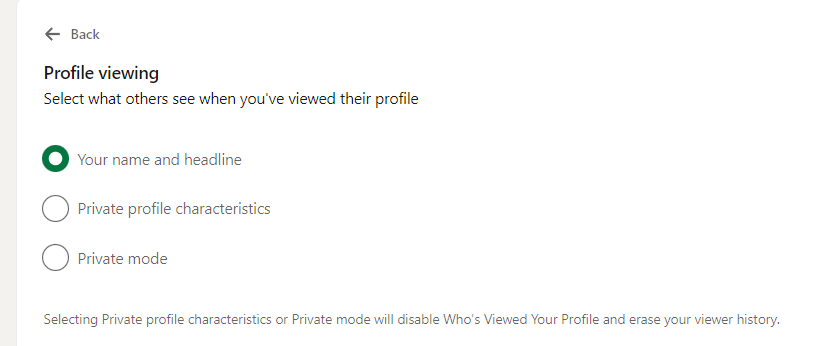 Back
Profile viewing
Select what others see when you've viewed their profile
Your name and headline
Private profile characteristics
Private mode
Selecting Private profile characteristics or Private mode will disable Who's Viewed Your Profile and erase your viewer history.